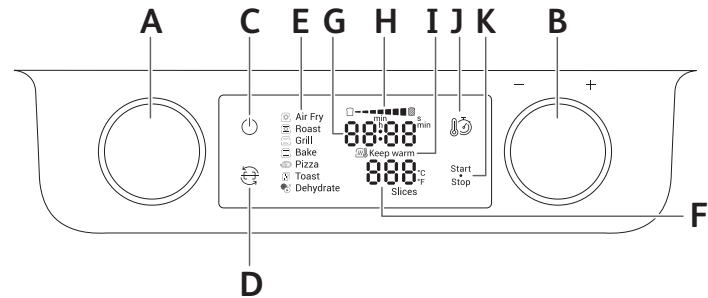 A C E G H I J K B
− +
Air Fry
Roast
Grill
Bake
Pizza
Toast
Dehydrate
min s
h min
88:88
Keep warm
888 °C
°F
Slices
Start
•
Stop
D
F